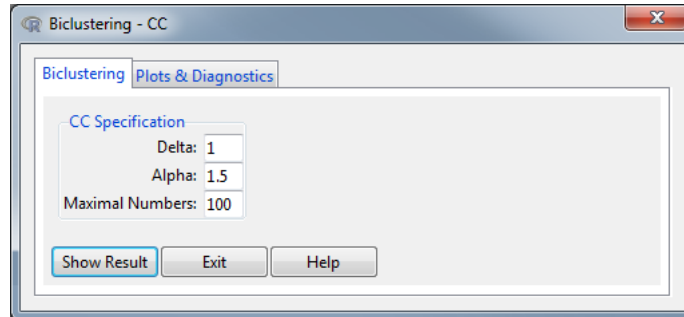 Biclustering - CC
Biclustering Plots & Diagnostics
CC Specification
Delta: 1
Alpha: 1.5
Maximal Numbers: 100
Show Result Exit Help